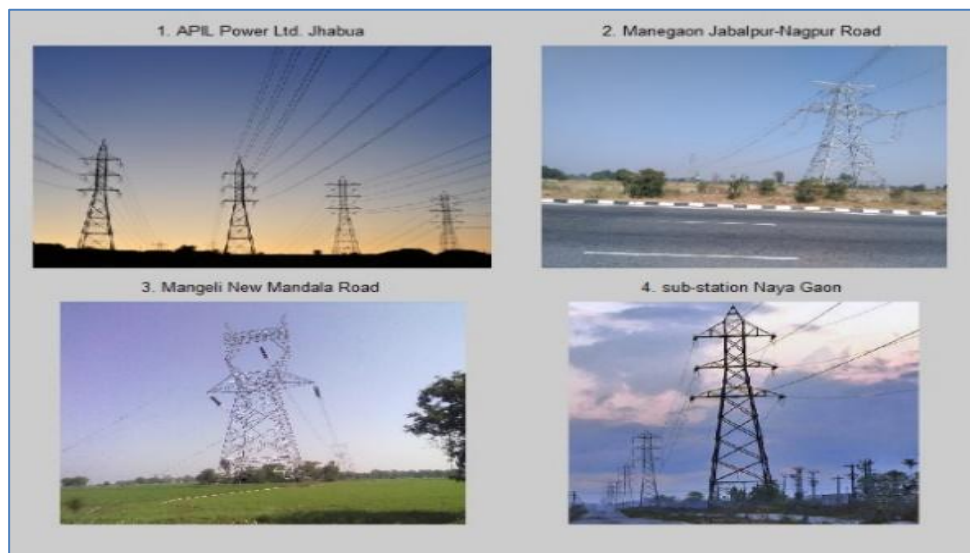 1. APIL Power Ltd. Jhabua
2. Manegaon Jabalpur-Nagpur Road
3. Mangeli New Mandala Road
4. sub-station Naya Gaon